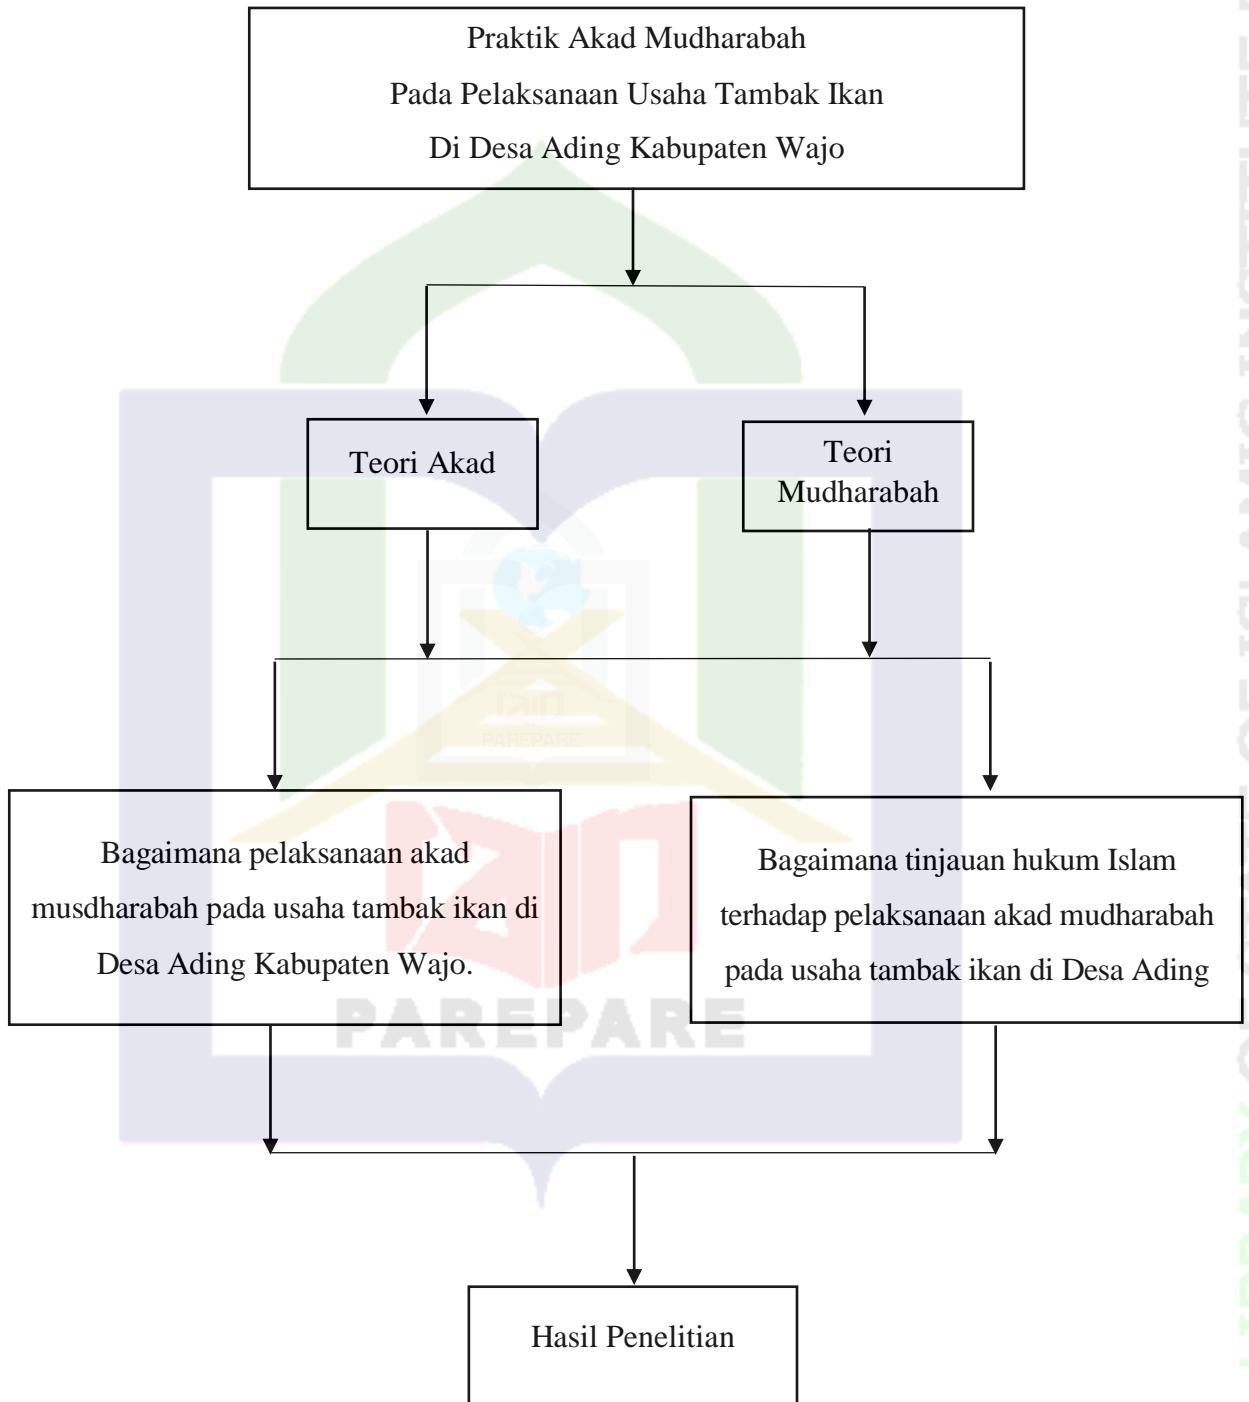 Praktik Akad Mudharabah
Pada Pelaksanaan Usaha Tambak Ikan
Di Desa Ading Kabupaten Wajo
Teori Akad
Teori
Mudharabah
PAREPARE
Bagaimana pelaksanaan akad
musdharabah pada usaha tambak ikan di
Desa Ading Kabupaten Wajo.
Bagaimana tinjauan hukum Islam
terhadap pelaksanaan akad mudharabah
pada usaha tambak ikan di Desa Ading
PAREPARE
Hasil Penelitian